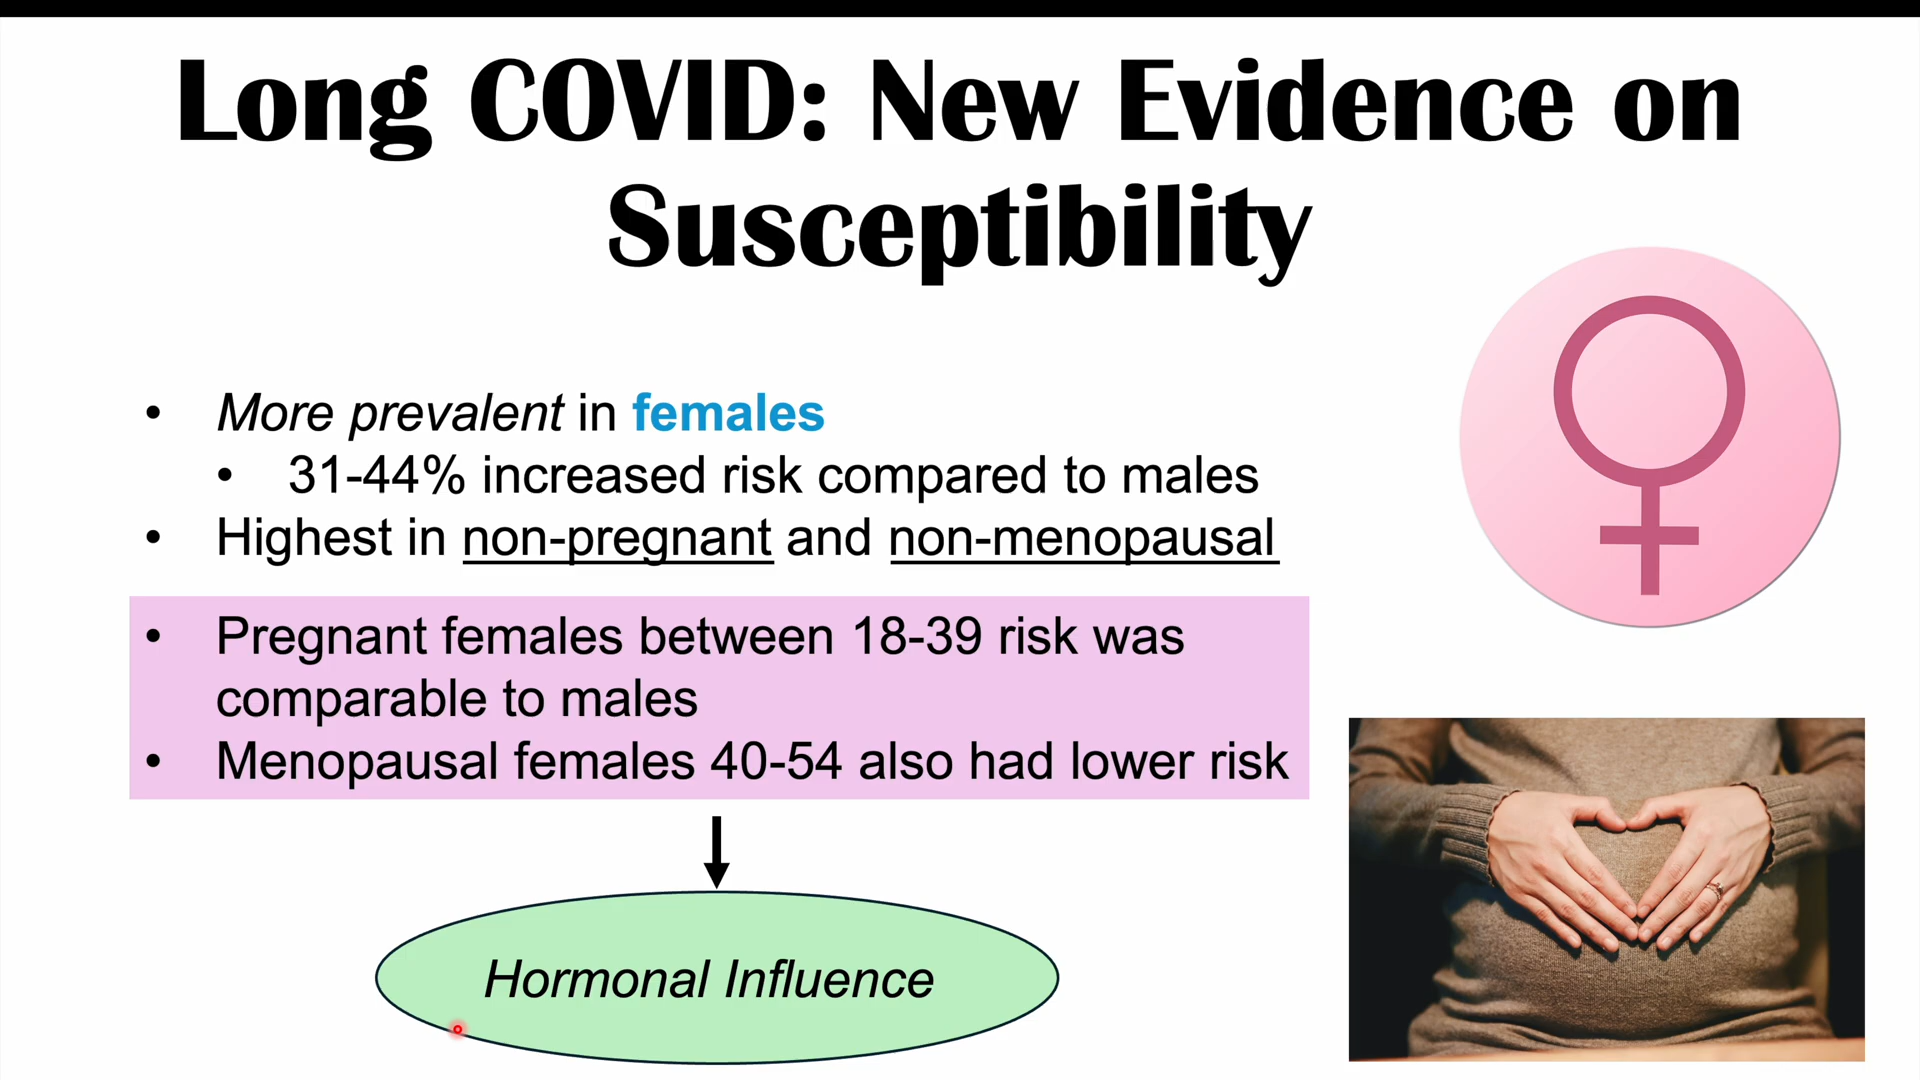 Long COVID: New Evidence on
Susceptibility
• More prevalent in females
• 31-44% increased risk compared to males
• Highest in non-pregnant and non-menopausal
• Pregnant females between 18-39 risk was
comparable to males
• Menopausal females 40-54 also had lower risk
Hormonal Influence